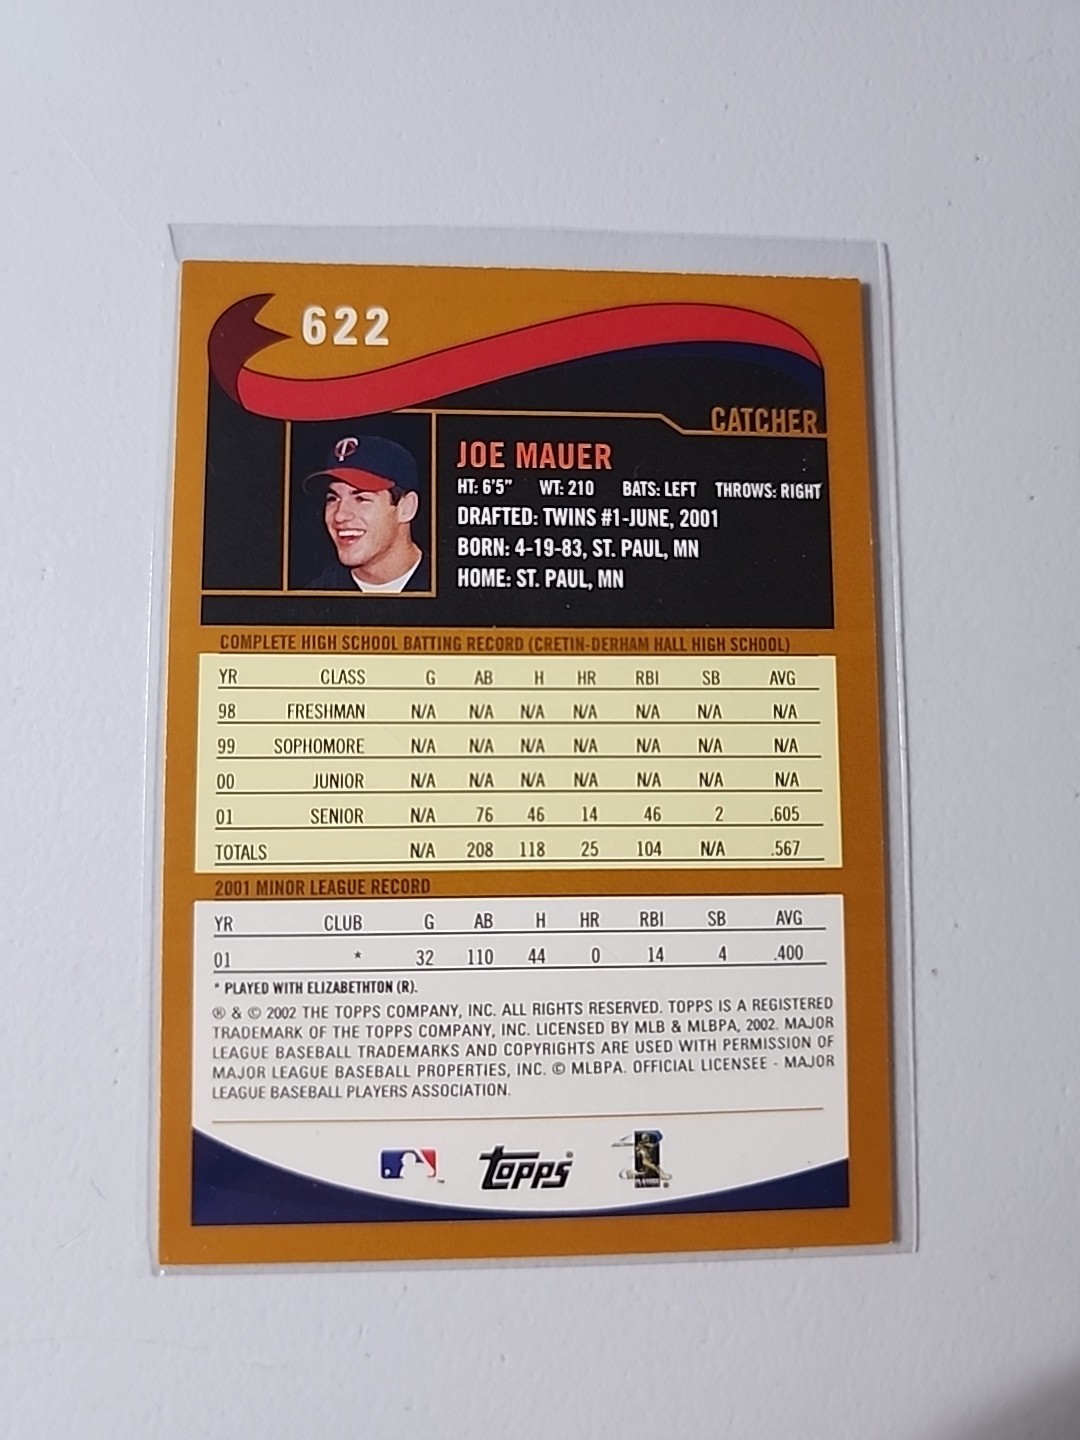 622
CATCHER
JOE MAUER
HT: 6'5" WT: 210 BATS: LEFT THROWS: RIGHT
DRAFTED: TWINS #1-JUNE, 2001
BORN: 4-19-83, ST. PAUL, MN
HOME: ST. PAUL, MN
COMPLETE HIGH SCHOOL BATTING RECORD (CRETIN-DERHAM HALL HIGH SCHOOL)
YR CLASS G AB H HR RBI SB AVG
98 FRESHMAN N/A N/A N/A N/A N/A N/A N/A
99 SOPHOMORE N/A N/A N/A N/A N/A N/A N/A
00 JUNIOR N/A N/A N/A N/A N/A N/A N/A
01 SENIOR N/A 76 46 14 46 2 .605
TOTALS N/A 208 118 25 104 N/A .567
2001 MINOR LEAGUE RECORD
YR CLUB G AB H HR RBI SB AVG
01 * 32 110 44 0 14 4 .400
* PLAYED WITH ELIZABETHTON (R).
® & © 2002 THE TOPPS COMPANY, INC. ALL RIGHTS RESERVED. TOPPS IS A REGISTERED
TRADEMARK OF THE TOPPS COMPANY, INC. LICENSED BY MLB & MLBPA, 2002. MAJOR
LEAGUE BASEBALL TRADEMARKS AND COPYRIGHTS ARE USED WITH PERMISSION OF
MAJOR LEAGUE BASEBALL PROPERTIES, INC. © MLBPA. OFFICIAL LICENSEE - MAJOR
LEAGUE BASEBALL PLAYERS ASSOCIATION.
Topps®